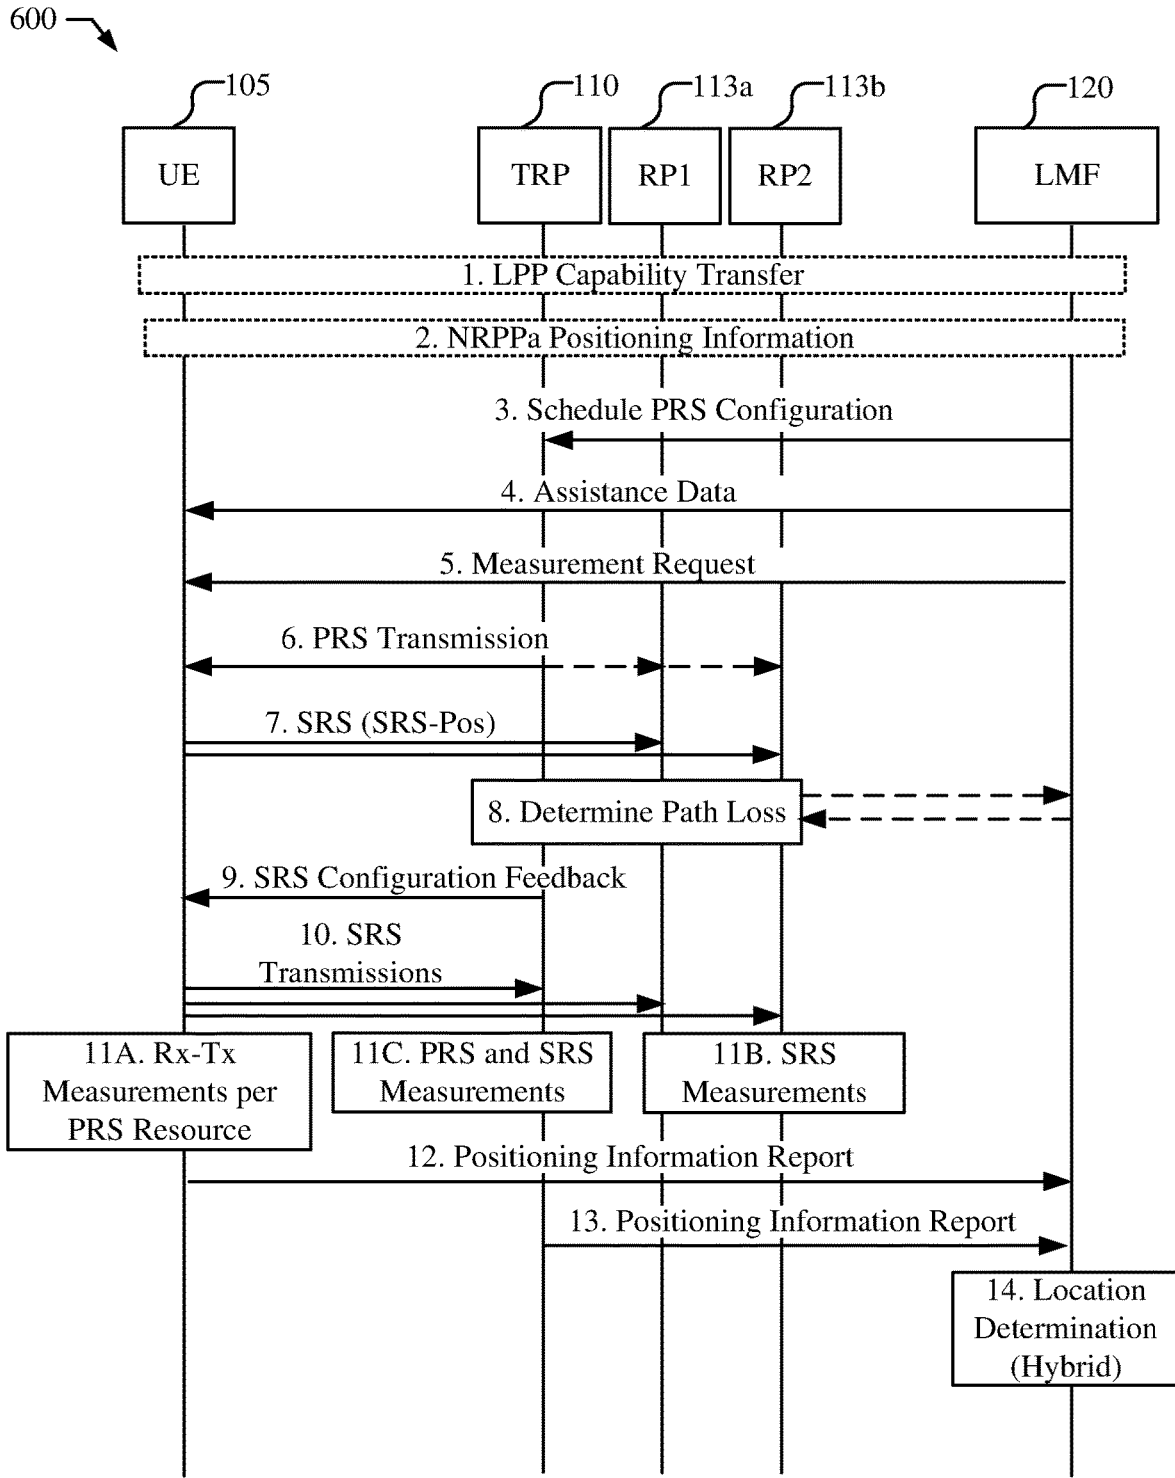 600
105
110
113a
113b
120
UE
TRP
RP1
RP2
LMF
1. LPP Capability Transfer
2. NRPPa Positioning Information
3. Schedule PRS Configuration
4. Assistance Data
5. Measurement Request
6. PRS Transmission
7. SRS (SRS-Pos)
8. Determine Path Loss
9. SRS Configuration Feedback
10. SRS
Transmissions
11A. Rx-Tx
Measurements per
PRS Resource
11C. PRS and SRS
Measurements
11B. SRS
Measurements
12. Positioning Information Report
13. Positioning Information Report
14. Location
Determination
(Hybrid)